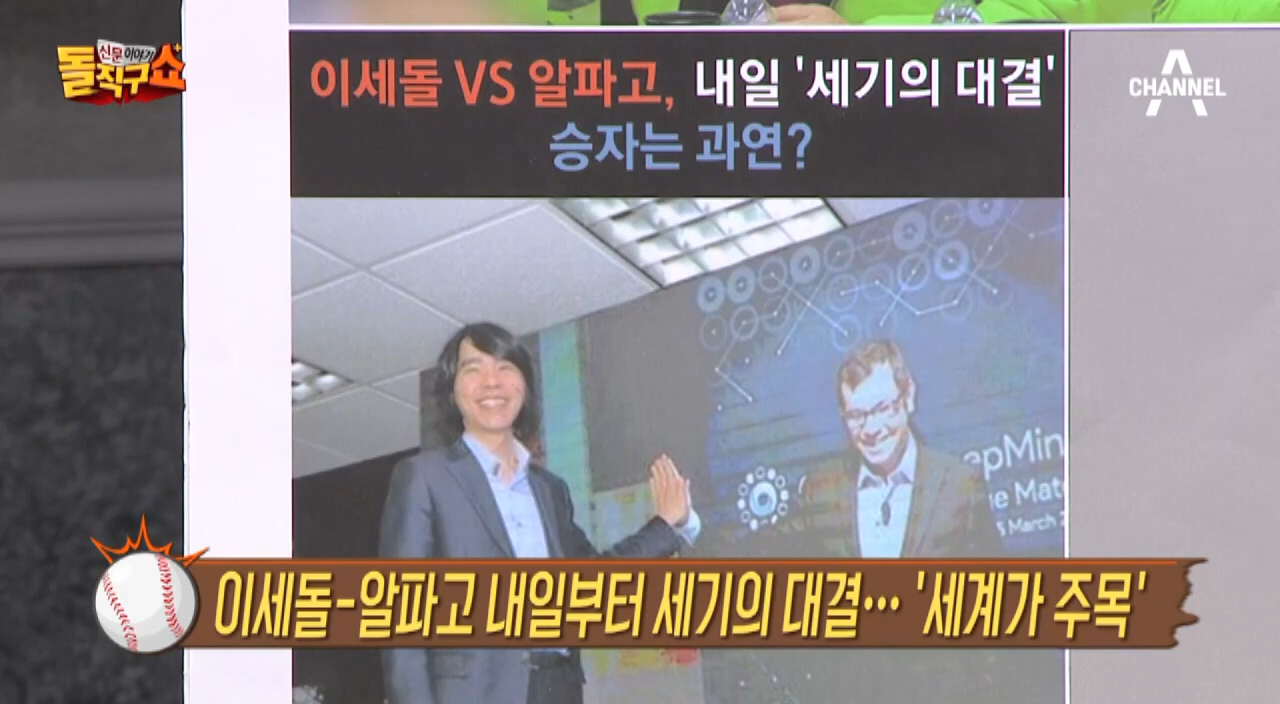 신문이야기
돌직구쇼
CHANNEL A
이세돌 VS 알파고, 내일 '세기의 대결'
승자는 과연?
epMin
e Mat
March
이세돌-알파고 내일부터 세기의 대결… '세계가 주목'